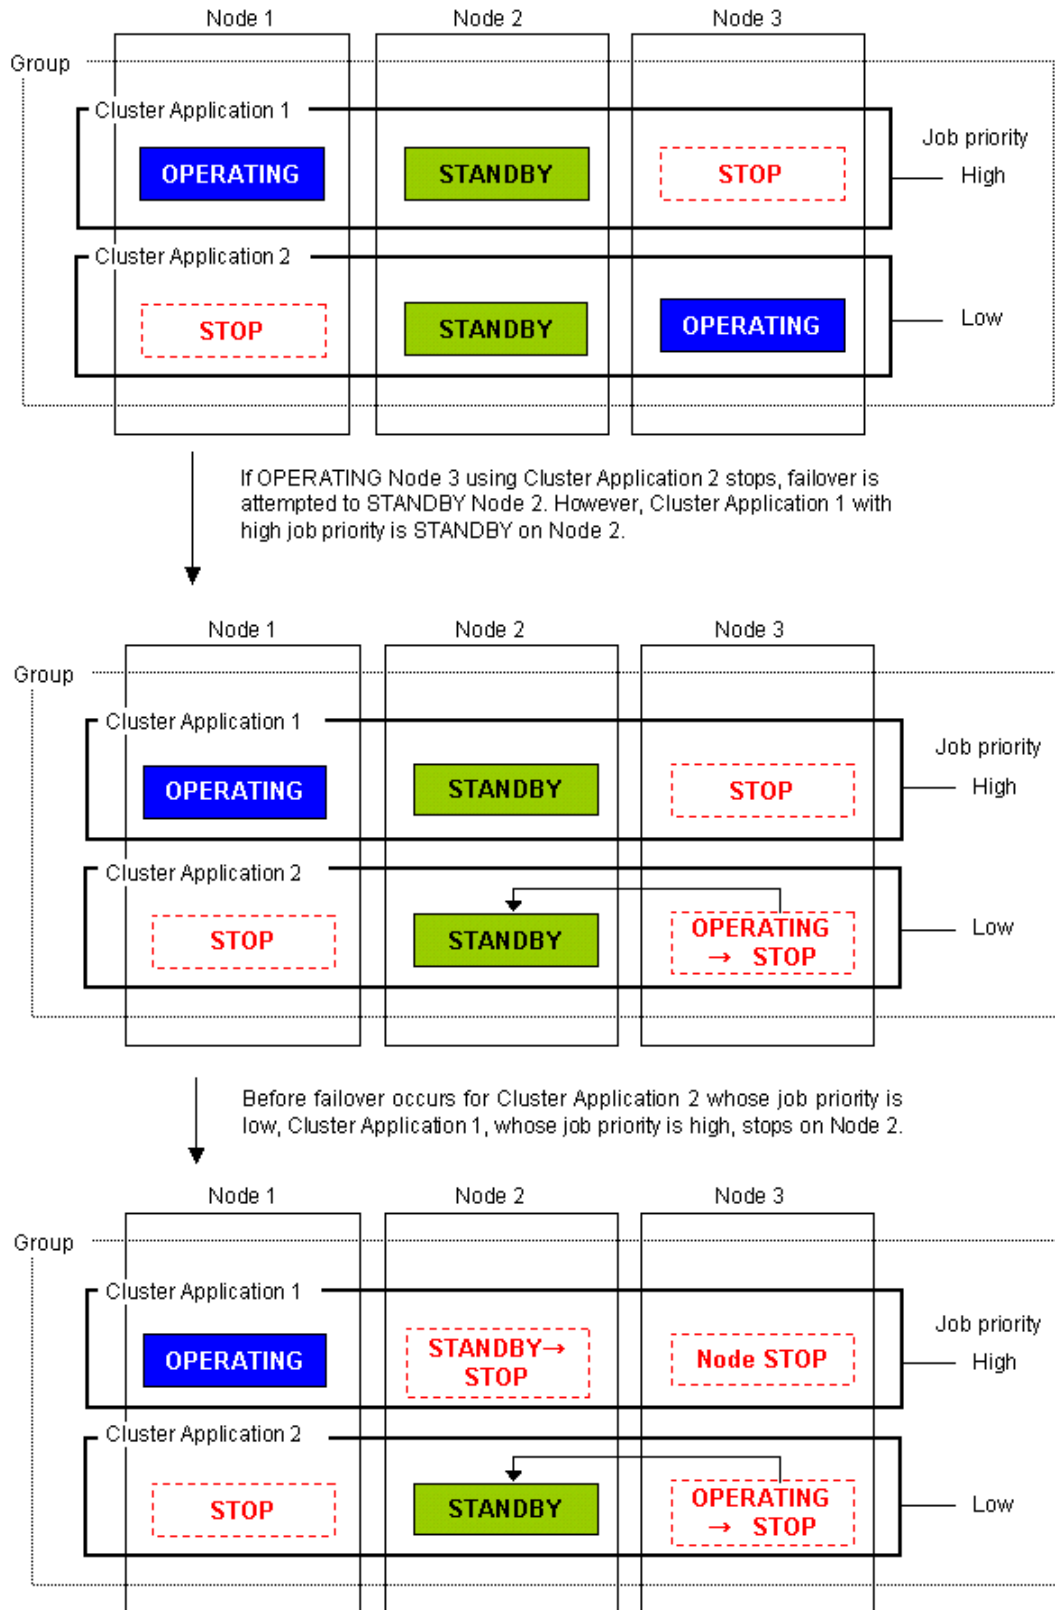 Node 1
Node 2
Node 3
Group
Cluster Application 1
Job priority
OPERATING
STANDBY
STOP
High
Cluster Application 2
STOP
STANDBY
OPERATING
Low
If OPERATING Node 3 using Cluster Application 2 stops, failover is
attempted to STANDBY Node 2. However, Cluster Application 1 with
high job priority is STANDBY on Node 2.
Node 1
Node 2
Node 3
Group
Cluster Application 1
Job priority
OPERATING
STANDBY
STOP
High
Cluster Application 2
STOP
STANDBY
OPERATING
→ STOP
Low
Before failover occurs for Cluster Application 2 whose job priority is
low, Cluster Application 1, whose job priority is high, stops on Node 2.
Node 1
Node 2
Node 3
Group
Cluster Application 1
Job priority
OPERATING
STANDBY→
STOP
Node STOP
High
Cluster Application 2
STOP
STANDBY
OPERATING
→ STOP
Low